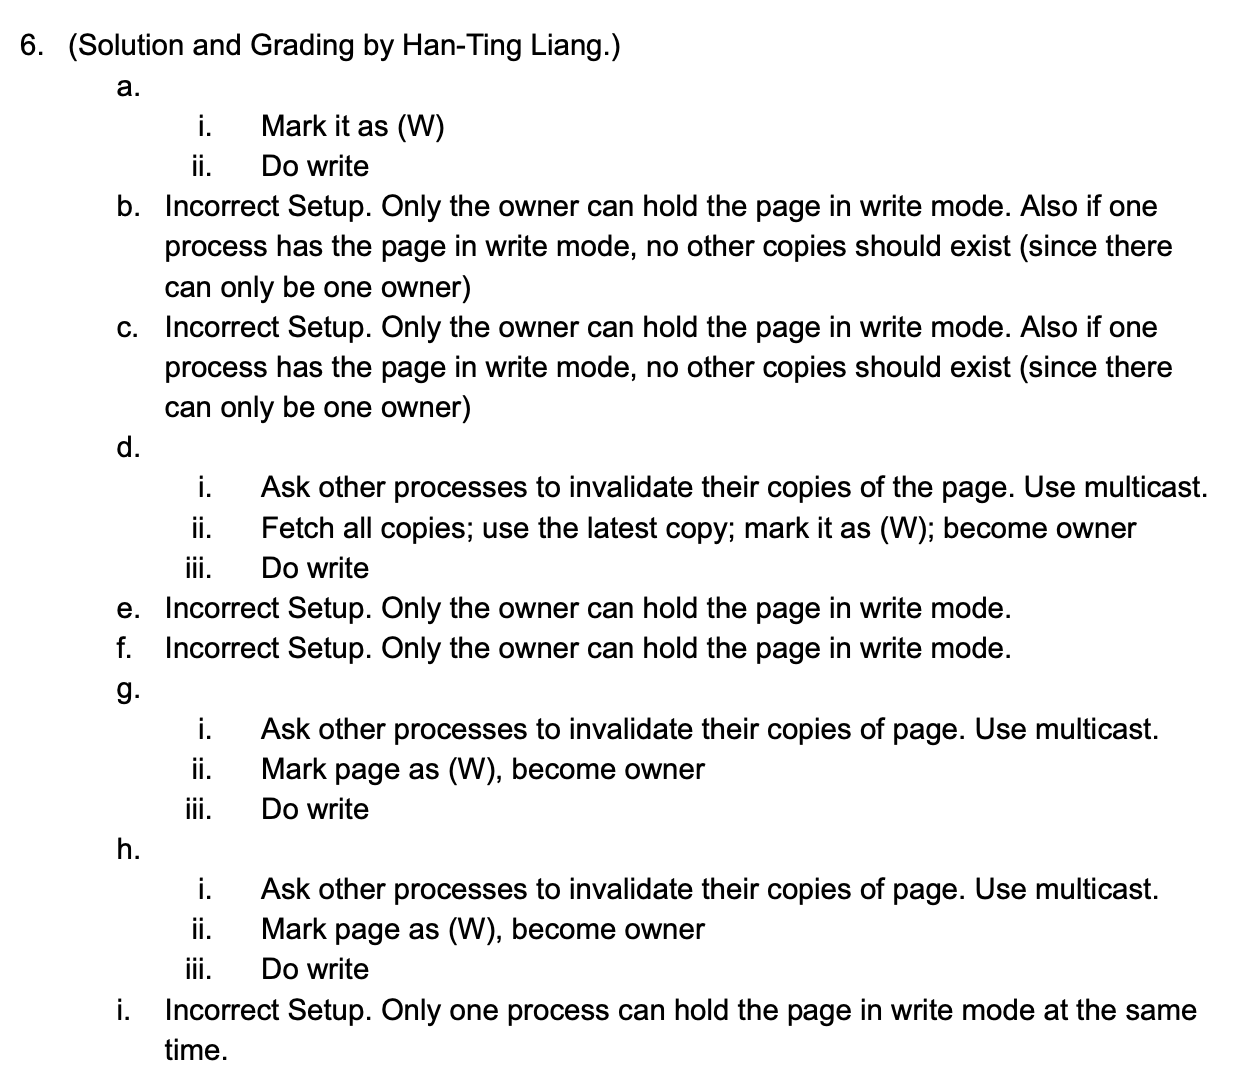 6. (Solution and Grading by Han-Ting Liang.)
a.
i. Mark it as (W)
ii. Do write
b. Incorrect Setup. Only the owner can hold the page in write mode. Also if one
process has the page in write mode, no other copies should exist (since there
can only be one owner)
c. Incorrect Setup. Only the owner can hold the page in write mode. Also if one
process has the page in write mode, no other copies should exist (since there
can only be one owner)
d.
i. Ask other processes to invalidate their copies of the page. Use multicast.
ii. Fetch all copies; use the latest copy; mark it as (W); become owner
iii. Do write
e. Incorrect Setup. Only the owner can hold the page in write mode.
f. Incorrect Setup. Only the owner can hold the page in write mode.
g.
i. Ask other processes to invalidate their copies of page. Use multicast.
ii. Mark page as (W), become owner
iii. Do write
h.
i. Ask other processes to invalidate their copies of page. Use multicast.
ii. Mark page as (W), become owner
iii. Do write
i. Incorrect Setup. Only one process can hold the page in write mode at the same
time.